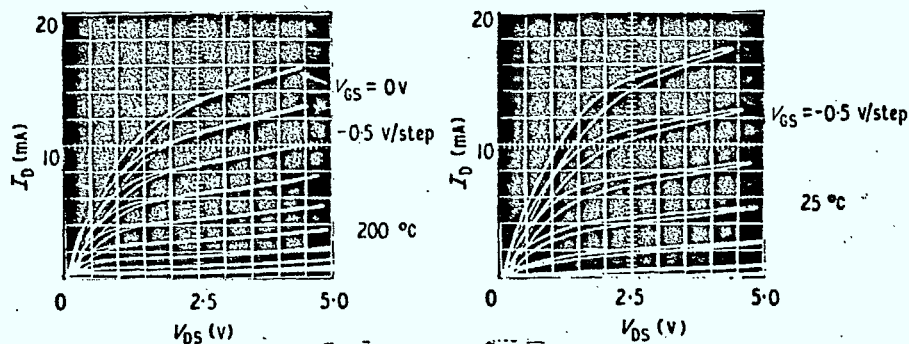 20
10
I_D (mA)
V_GS = 0 V
-0.5 V/step
200 °C
0
2.5
5.0
V_DS (V)
20
10
I_D (mA)
V_GS = -0.5 V/step
25 °C
0
2.5
5.0
V_DS (V)